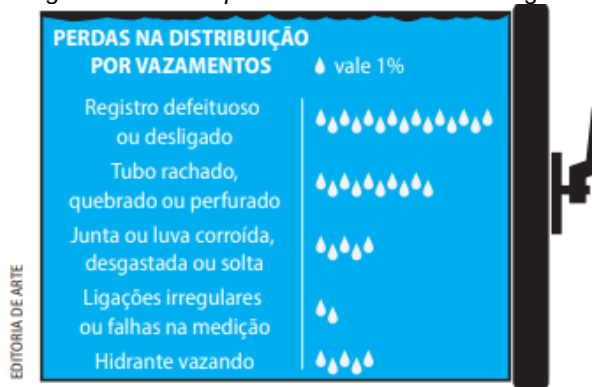 PERDAS NA DISTRIBUIÇÃO
POR VAZAMENTOS
vale 1%
Registro defeituoso
ou desligado
Tubo rachado,
quebrado ou perfurado
Junta ou luva corroída,
desgastada ou solta
Ligações irregulares
ou falhas na medição
Hidrante vazando
EDITORIA DE ARTE